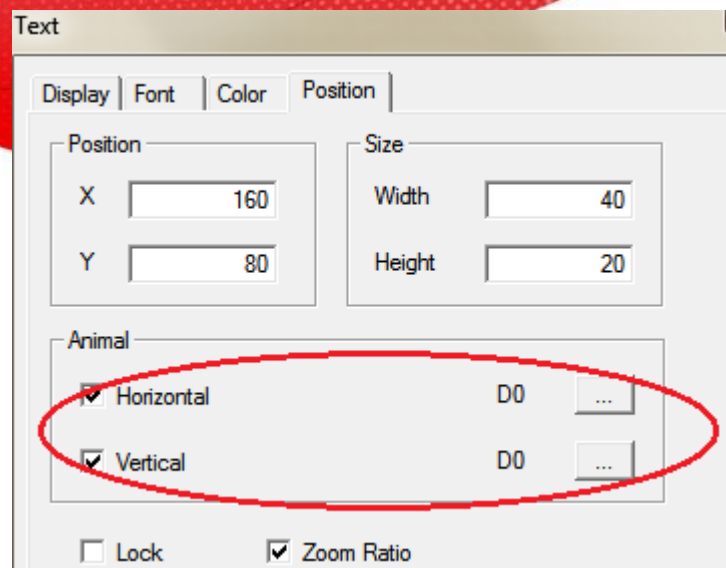 Text
Display Font Color Position
Position Size
X 160 Width 40
Y 80 Height 20
Animal
Horizontal D0 ...
Vertical D0 ...
Lock Zoom Ratio